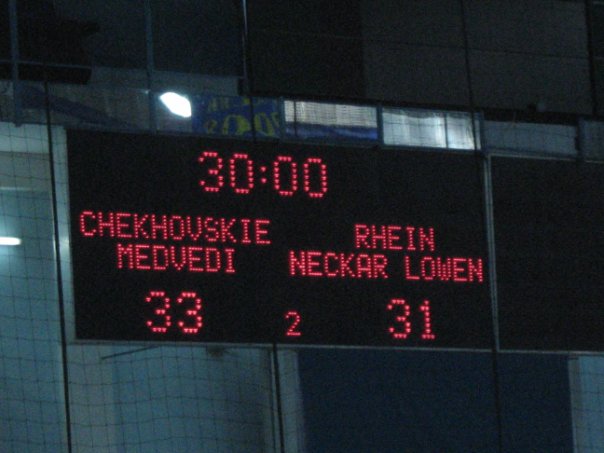 30:00
CHEKHOVSKIE
MEDVEDI
RHEIN
NECKAR LOWEN
33 2 31